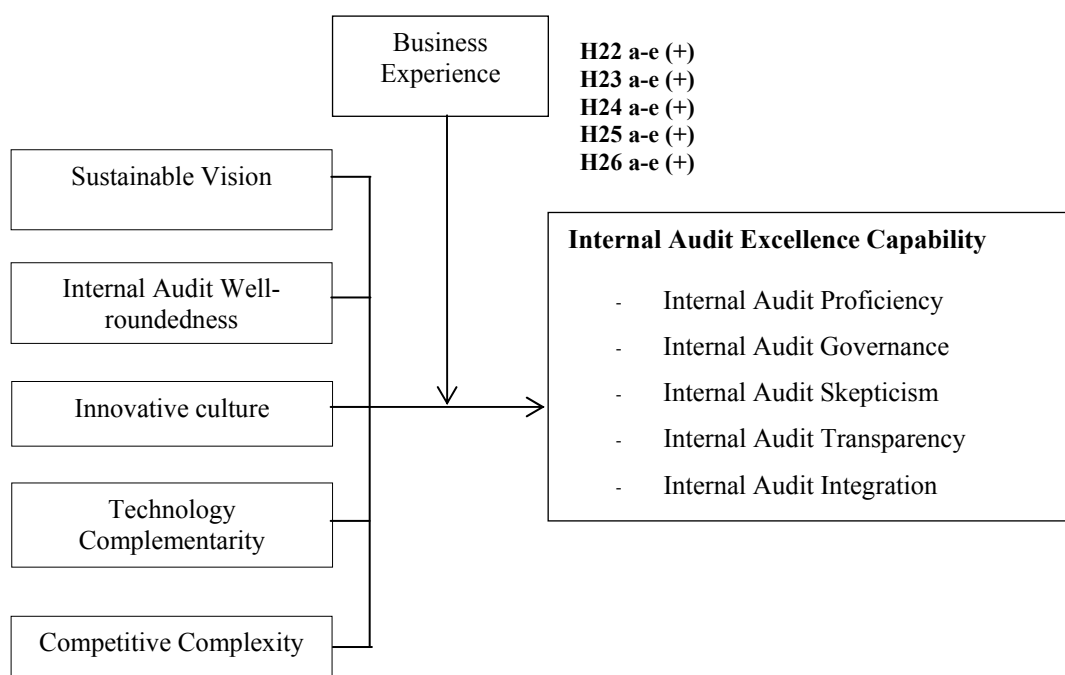 Business
Experience
H22 a-e (+)
H23 a-e (+)
H24 a-e (+)
H25 a-e (+)
H26 a-e (+)
Sustainable Vision
Internal Audit Well-
roundedness
Innovative culture
Technology
Complementarity
Competitive Complexity
Internal Audit Excellence Capability
- Internal Audit Proficiency
- Internal Audit Governance
- Internal Audit Skepticism
- Internal Audit Transparency
- Internal Audit Integration